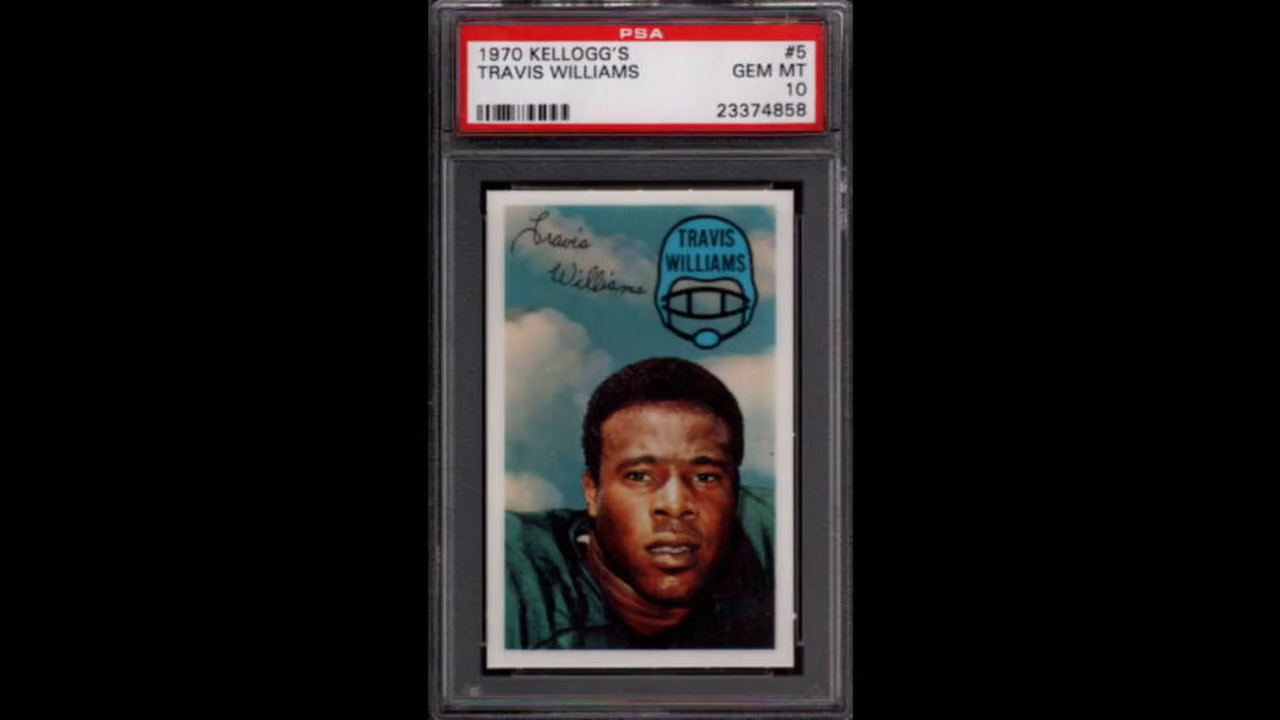 PSA
1970 KELLOGG'S #5
TRAVIS WILLIAMS GEM MT
10
23374858
Travis
Williams
TRAVIS
WILLIAMS